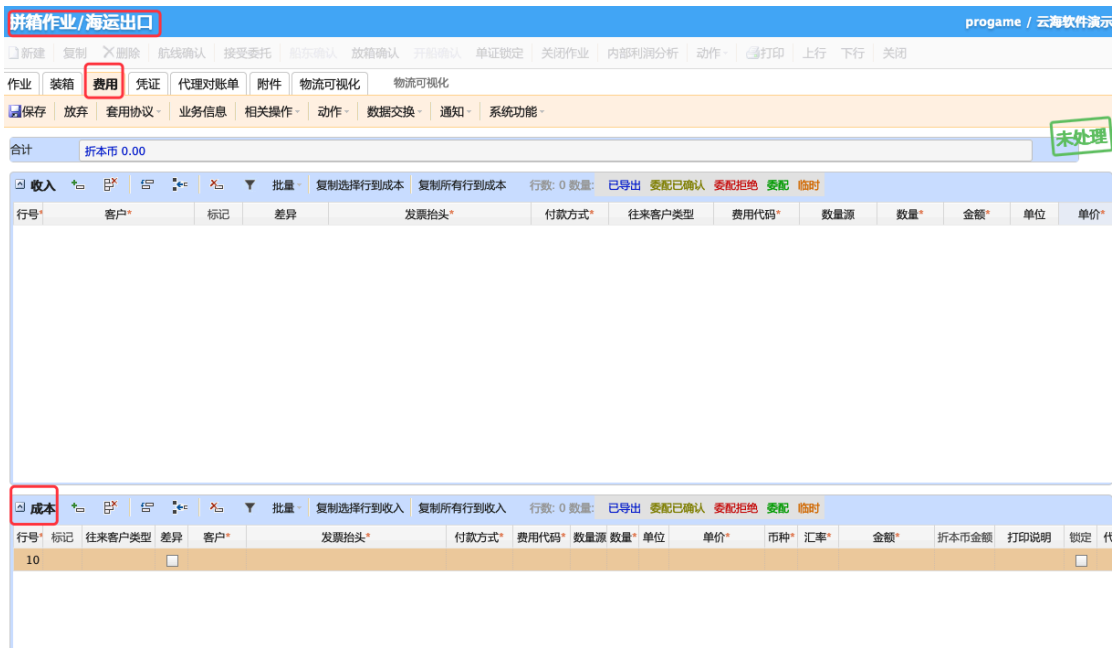 拼箱作业/海运出口 progame / 云海软件演示
新建 复制 删除 航线确认 接受委托 船东确认 放箱确认 开船确认 单证锁定 关闭作业 内部利润分析 动作 打印 上行 下行 关闭
作业 装箱 费用 凭证 代理对账单 附件 物流可视化 物流可视化
保存 放弃 套用协议 业务信息 相关操作 动作 数据交换 通知 系统功能
未处理
合计 折本币 0.00
收入 批量 复制选择行到成本 复制所有行到成本 行数: 0 数量: 已导出 委配已确认 委配拒绝 委配 临时
行号* 客户* 标记 差异 发票抬头* 付款方式* 往来客户类型 费用代码* 数量源 数量* 金额* 单位 单价*
成本 批量 复制选择行到收入 复制所有行到收入 行数: 0 数量: 已导出 委配已确认 委配拒绝 委配 临时
行号* 标记 往来客户类型 差异 客户* 发票抬头* 付款方式* 费用代码* 数量源 数量* 单位 单价* 币种* 汇率* 金额* 折本币金额 打印说明 锁定 代
10